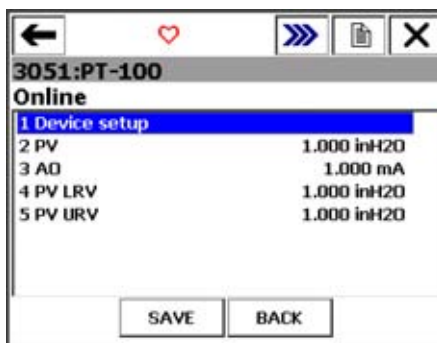 3051:PT-100
Online
1 Device setup
2 PV 1.000 inH2O
3 AO 1.000 mA
4 PV LRV 1.000 inH2O
5 PV URV 1.000 inH2O
SAVE BACK